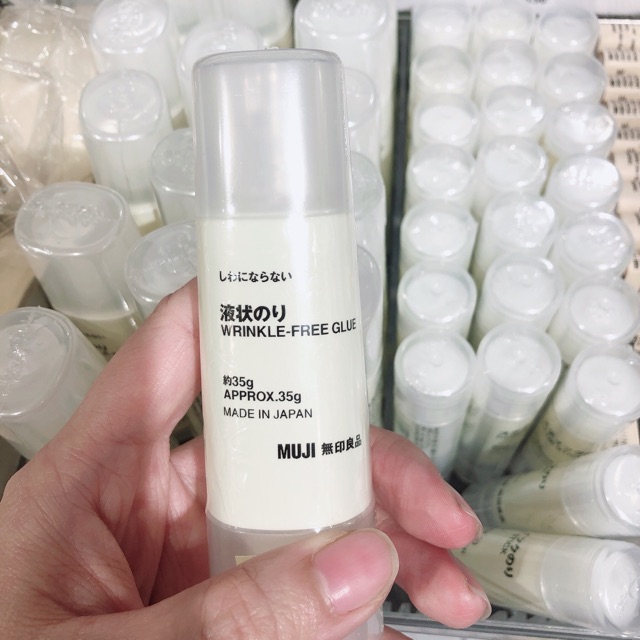 しわにならない
液状のり
WRINKLE-FREE GLUE
約35g
APPROX.35g
MADE IN JAPAN
MUJI 無印良品